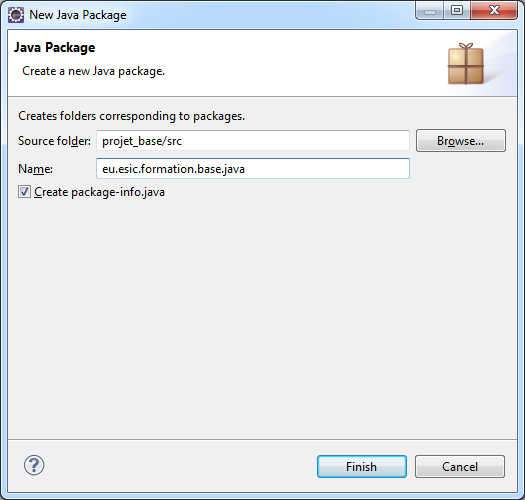 New Java Package
Java Package
Create a new Java package.
Creates folders corresponding to packages.
Source folder: projet_base/src Browse...
Name: eu.esic.formation.base.java
Create package-info.java
? Finish Cancel